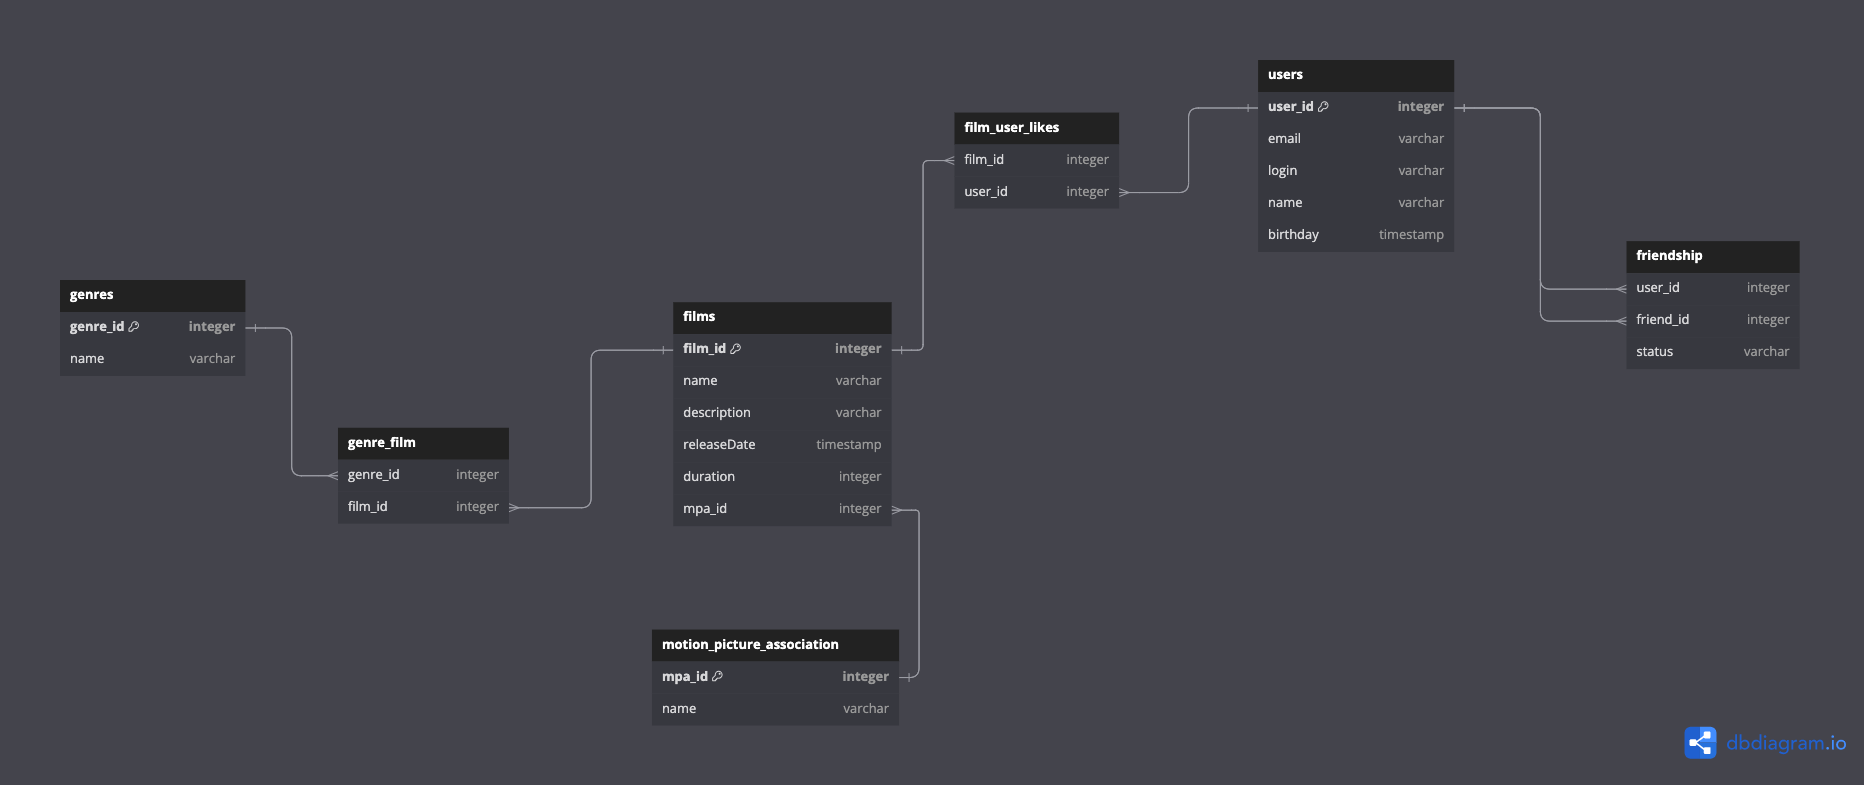 genres
genre_id integer
name varchar
genre_film
genre_id integer
film_id integer
films
film_id integer
name varchar
description varchar
releaseDate timestamp
duration integer
mpa_id integer
motion_picture_association
mpa_id integer
name varchar
film_user_likes
film_id integer
user_id integer
users
user_id integer
email varchar
login varchar
name varchar
birthday timestamp
friendship
user_id integer
friend_id integer
status varchar
dbdiagram.io